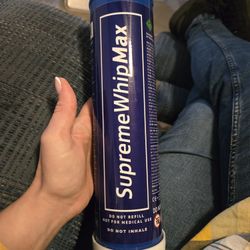 SupremeWhipMax
DO NOT REFILL
NOT FOR MEDICAL USE
DO NOT INHALE